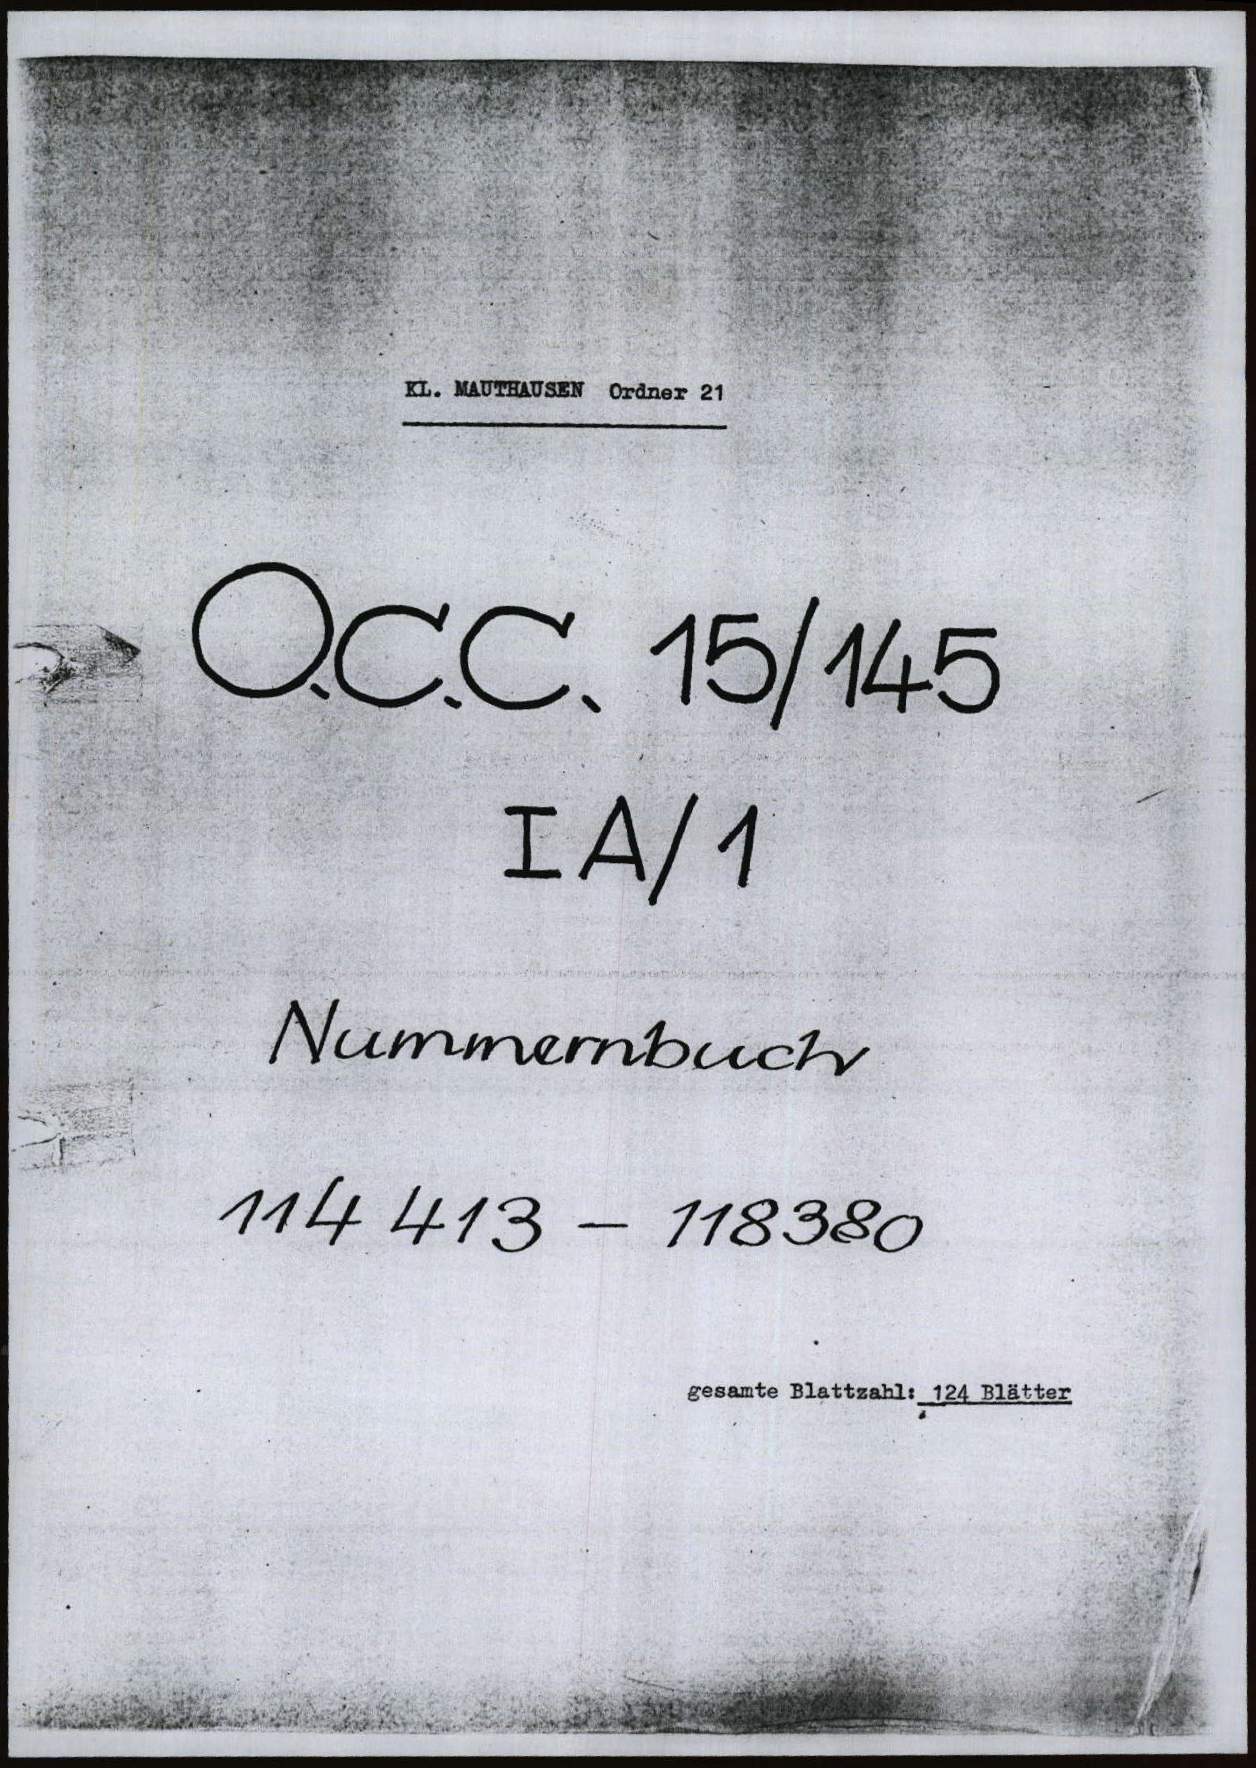 KL. MAUTHAUSEN Ordner 21
O.C.C. 15/145
IA/1
Nummernbuch
114 413 – 118380
gesamte Blattzahl: 124 Blätter